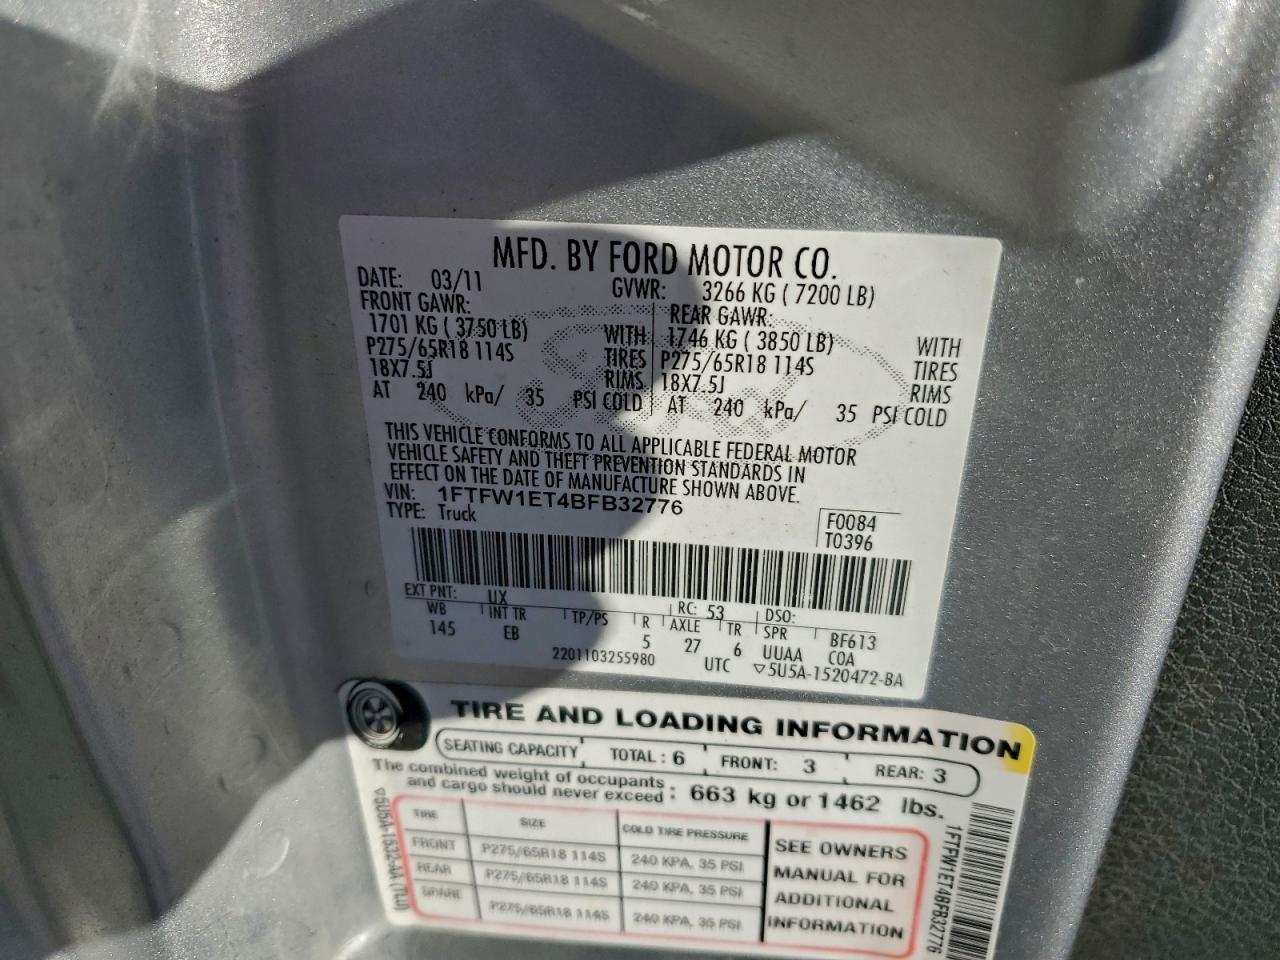 MFD. BY FORD MOTOR CO.
DATE: 03/11 GVWR: 3266 KG ( 7200 LB)
FRONT GAWR: REAR GAWR:
1701 KG ( 3750 LB) WITH 1746 KG ( 3850 LB) WITH
P275/65R18 114S TIRES P275/65R18 114S TIRES
18X7.5J RIMS 18X7.5J RIMS
AT 240 kPa/ 35 PSI COLD AT 240 kPa/ 35 PSI COLD
THIS VEHICLE CONFORMS TO ALL APPLICABLE FEDERAL MOTOR
VEHICLE SAFETY AND THEFT PREVENTION STANDARDS IN
EFFECT ON THE DATE OF MANUFACTURE SHOWN ABOVE.
VIN: 1FTFW1ET4BFB32776
TYPE: Truck
F0084
T0396
EXT PNT: UX RC: 53 DSO:
WB INT TR TP/PS R AXLE TR SPR BF613
145 EB 5 27 6 UUAA COA
2201103255980 UTC ▽5U5A-1520472-BA
TIRE AND LOADING INFORMATION
SEATING CAPACITY TOTAL: 6 FRONT: 3 REAR: 3
The combined weight of occupants
and cargo should never exceed : 663 kg or 1462 lbs.
TIRE SIZE COLD TIRE PRESSURE
FRONT P275/65R18 114S 240 KPA, 35 PSI
REAR P275/65R18 114S 240 KPA, 35 PSI
SPARE P275/65R18 114S 240 KPA, 35 PSI
SEE OWNERS
MANUAL FOR
ADDITIONAL
INFORMATION
▽5U5A-1532-AA (TLU)
1FTFW1ET4BFB32776